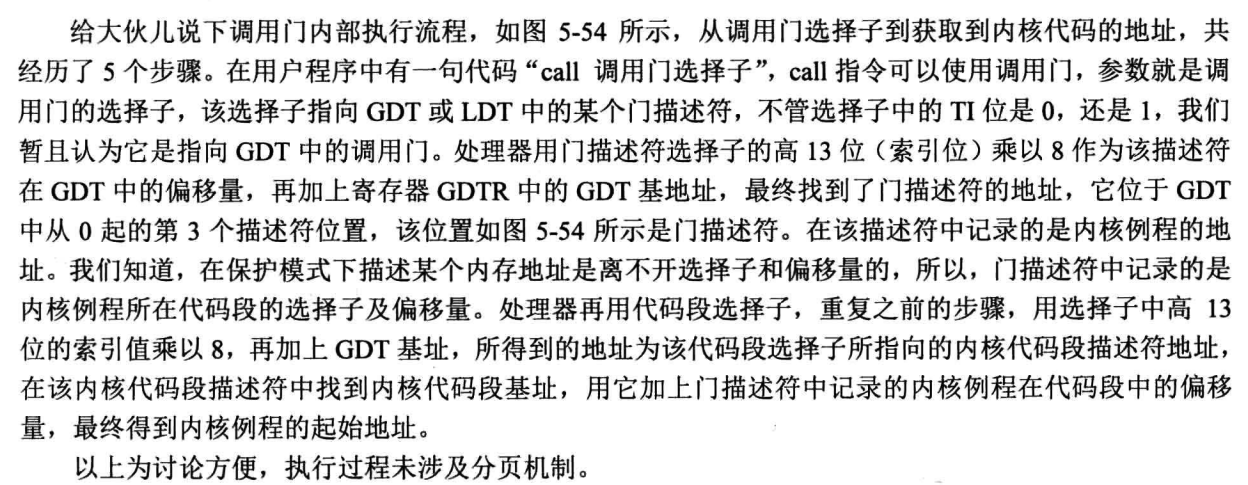 给大伙儿说下调用门内部执行流程，如图 5-54 所示，从调用门选择子到获取到内核代码的地址，共
经历了 5 个步骤。在用户程序中有一句代码“call 调用门选择子”，call 指令可以使用调用门，参数就是调
用门的选择子，该选择子指向 GDT 或 LDT 中的某个门描述符，不管选择子中的 TI 位是 0，还是 1，我们
暂且认为它是指向 GDT 中的调用门。处理器用门描述符选择子的高 13 位（索引位）乘以 8 作为该描述符
在 GDT 中的偏移量，再加上寄存器 GDTR 中的 GDT 基地址，最终找到了门描述符的地址，它位于 GDT
中从 0 起的第 3 个描述符位置，该位置如图 5-54 所示是门描述符。在该描述符中记录的是内核例程的地
址。我们知道，在保护模式下描述某个内存地址是离不开选择子和偏移量的，所以，门描述符中记录的是
内核例程所在代码段的选择子及偏移量。处理器再用代码段选择子，重复之前的步骤，用选择子中高 13
位的索引值乘以 8，再加上 GDT 基址，所得到的地址为该代码段选择子所指向的内核代码段描述符地址，
在该内核代码段描述符中找到内核代码段基址，用它加上门描述符中记录的内核例程在代码段中的偏移
量，最终得到内核例程的起始地址。
以上为讨论方便，执行过程未涉及分页机制。